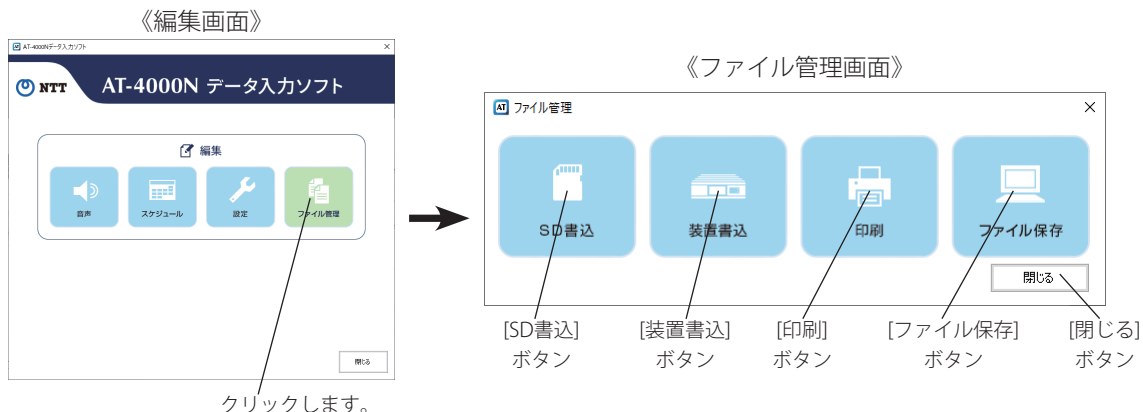 《編集画面》
AT-4000Nデータ入力ソフト
NTT AT-4000N データ入力ソフト
編集
音声 スケジュール 設定 ファイル管理
閉じる
クリックします。
《ファイル管理画面》
AT ファイル管理
SD書込 装置書込 印刷 ファイル保存
閉じる
[SD書込] [装置書込] [印刷] [ファイル保存] [閉じる]
ボタン ボタン ボタン ボタン ボタン